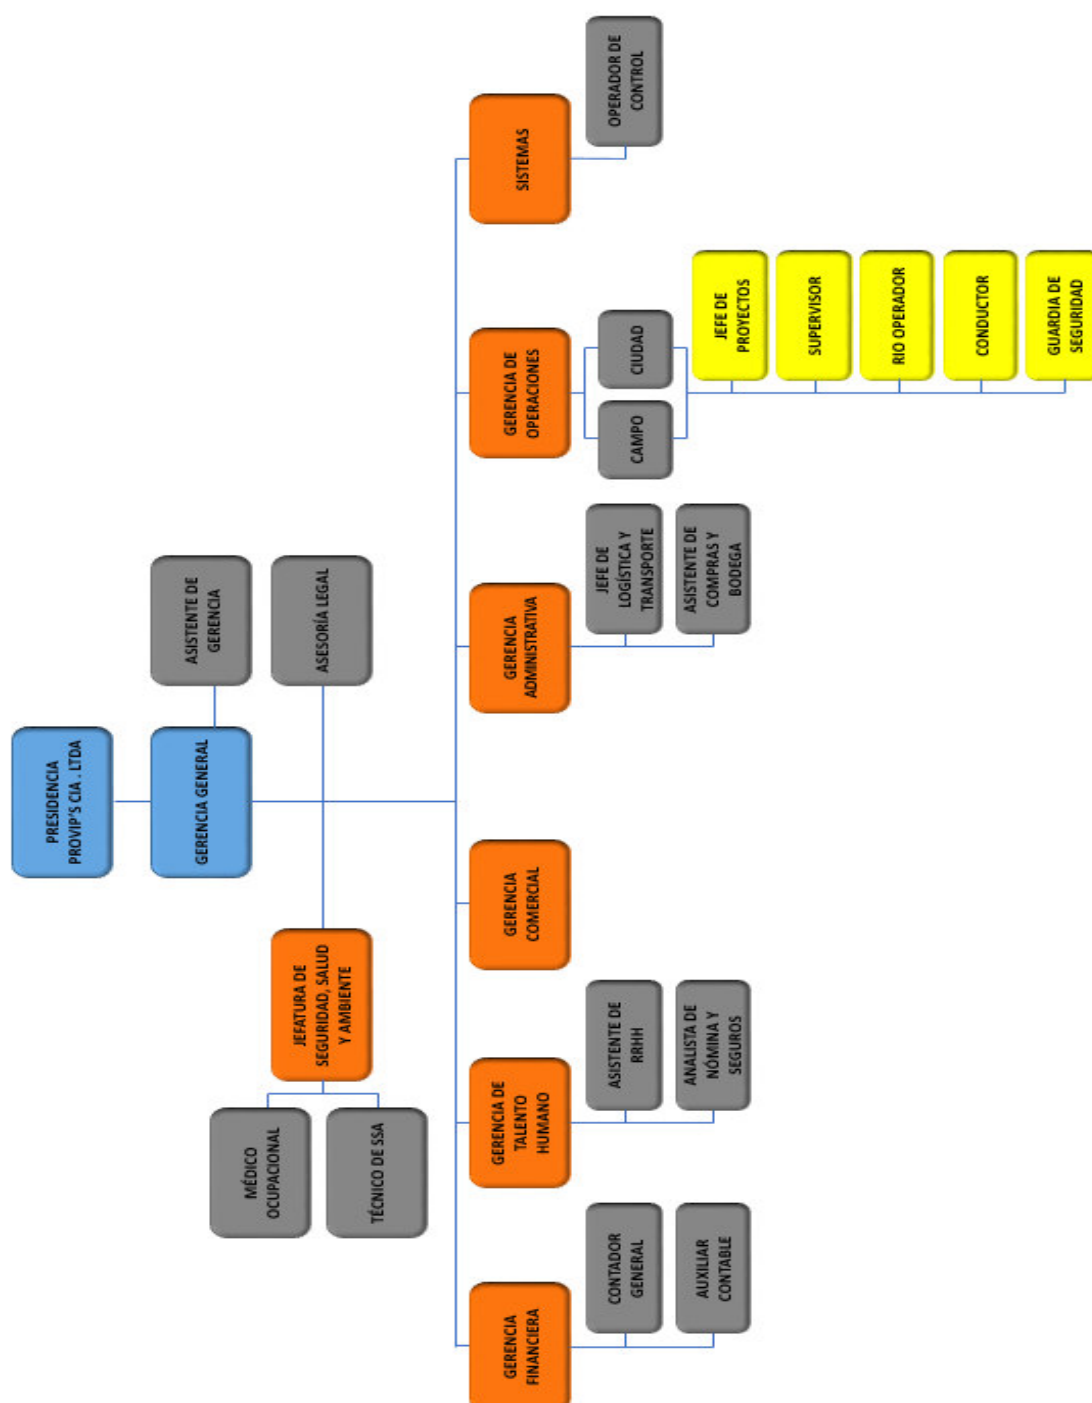 PRESIDENCIA
PROVIP'S CIA . LTDA
GERENCIA GENERAL
ASISTENTE DE
GERENCIA
ASESORÍA LEGAL
JEFATURA DE
SEGURIDAD, SALUD
Y AMBIENTE
MÉDICO
OCUPACIONAL
TÉCNICO DE SSA
GERENCIA
FINANCIERA
CONTADOR
GENERAL
AUXILIAR
CONTABLE
GERENCIA DE
TALENTO
HUMANO
ASISTENTE DE
RRHH
ANALISTA DE
NÓMINA Y
SEGUROS
GERENCIA
COMERCIAL
GERENCIA
ADMINISTRATIVA
JEFE DE
LOGÍSTICA Y
TRANSPORTE
ASISTENTE DE
COMPRAS Y
BODEGA
GERENCIA DE
OPERACIONES
CAMPO
CIUDAD
JEFE DE
PROYECTOS
SUPERVISOR
RIO OPERADOR
CONDUCTOR
GUARDIA DE
SEGURIDAD
SISTEMAS
OPERADOR DE
CONTROL